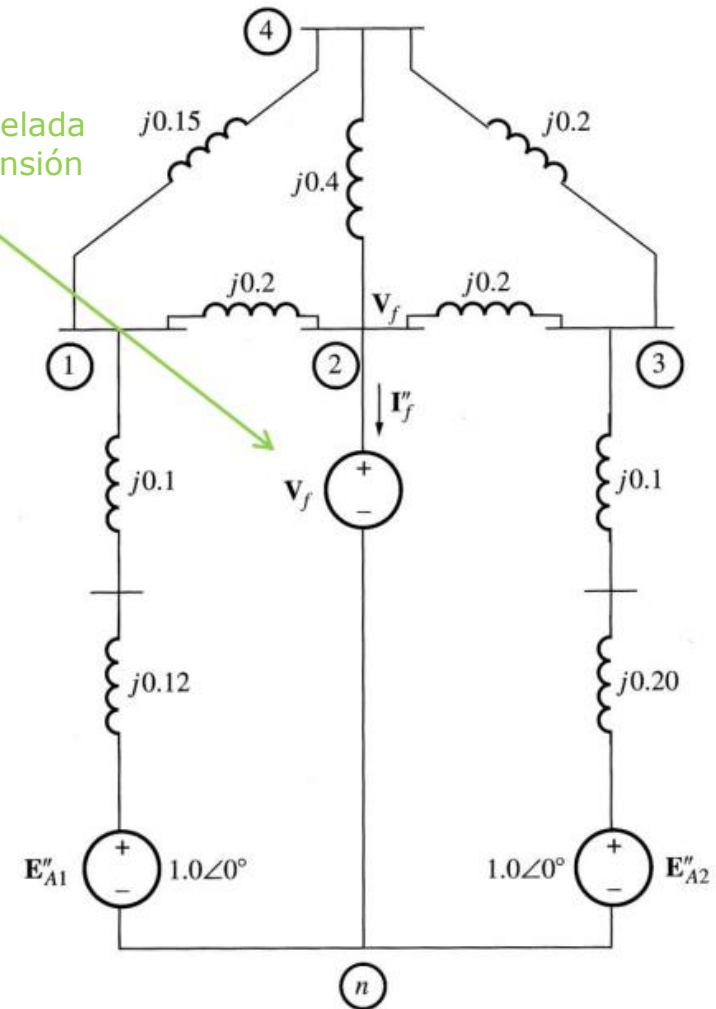 4
elada
nsión
j0.15
j0.2
j0.4
j0.2
V_f
j0.2
1
2
3
I″_f
j0.1
V_f
+
−
j0.1
j0.12
j0.20
E″_A1
+
−
1.0∠0°
1.0∠0°
+
−
E″_A2
n